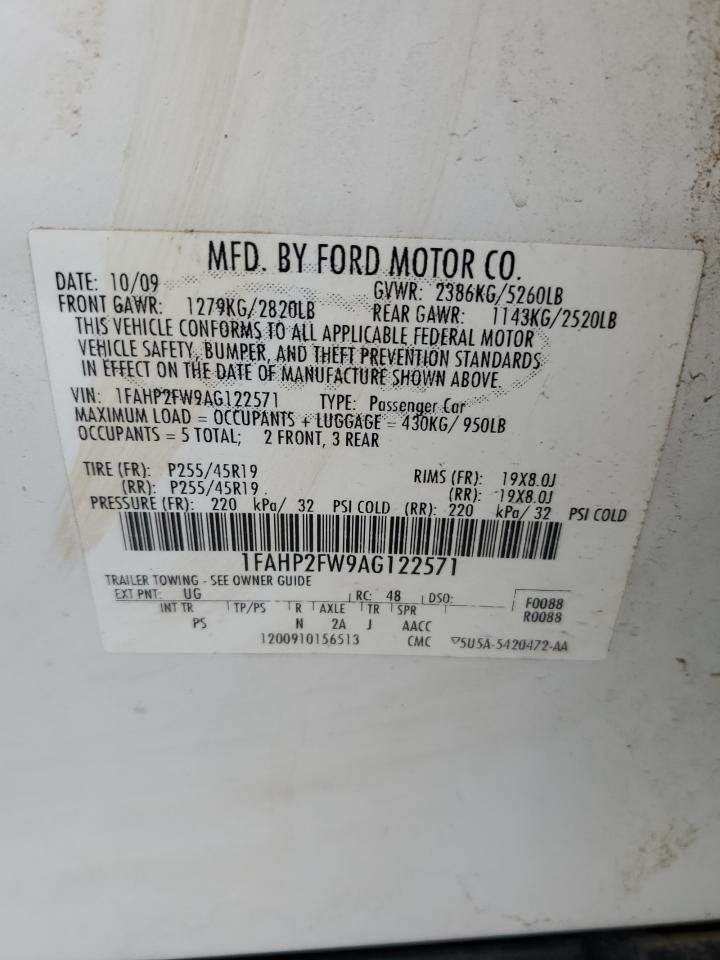 MFD. BY FORD MOTOR CO.
DATE: 10/09 GVWR: 2386KG/5260LB
FRONT GAWR: 1279KG/2820LB REAR GAWR: 1143KG/2520LB
THIS VEHICLE CONFORMS TO ALL APPLICABLE FEDERAL MOTOR
VEHICLE SAFETY, BUMPER, AND THEFT PREVENTION STANDARDS
IN EFFECT ON THE DATE OF MANUFACTURE SHOWN ABOVE.
VIN: 1FAHP2FW9AG122571 TYPE: Passenger Car
MAXIMUM LOAD = OCCUPANTS + LUGGAGE = 430KG/ 950LB
OCCUPANTS = 5 TOTAL; 2 FRONT, 3 REAR
TIRE (FR): P255/45R19 RIMS (FR): 19X8.0J
(RR): P255/45R19 (RR): 19X8.0J
PRESSURE (FR): 220 kPa/ 32 PSI COLD (RR): 220 kPa/ 32 PSI COLD
1FAHP2FW9AG122571
TRAILER TOWING - SEE OWNER GUIDE
EXT PNT: UG RC: 48 DSO: F0088
INT TR TP/PS R AXLE TR SPR R0088
PS N 2A J AACC
1200910156513 CMC ▽5U5A-5420472-AA